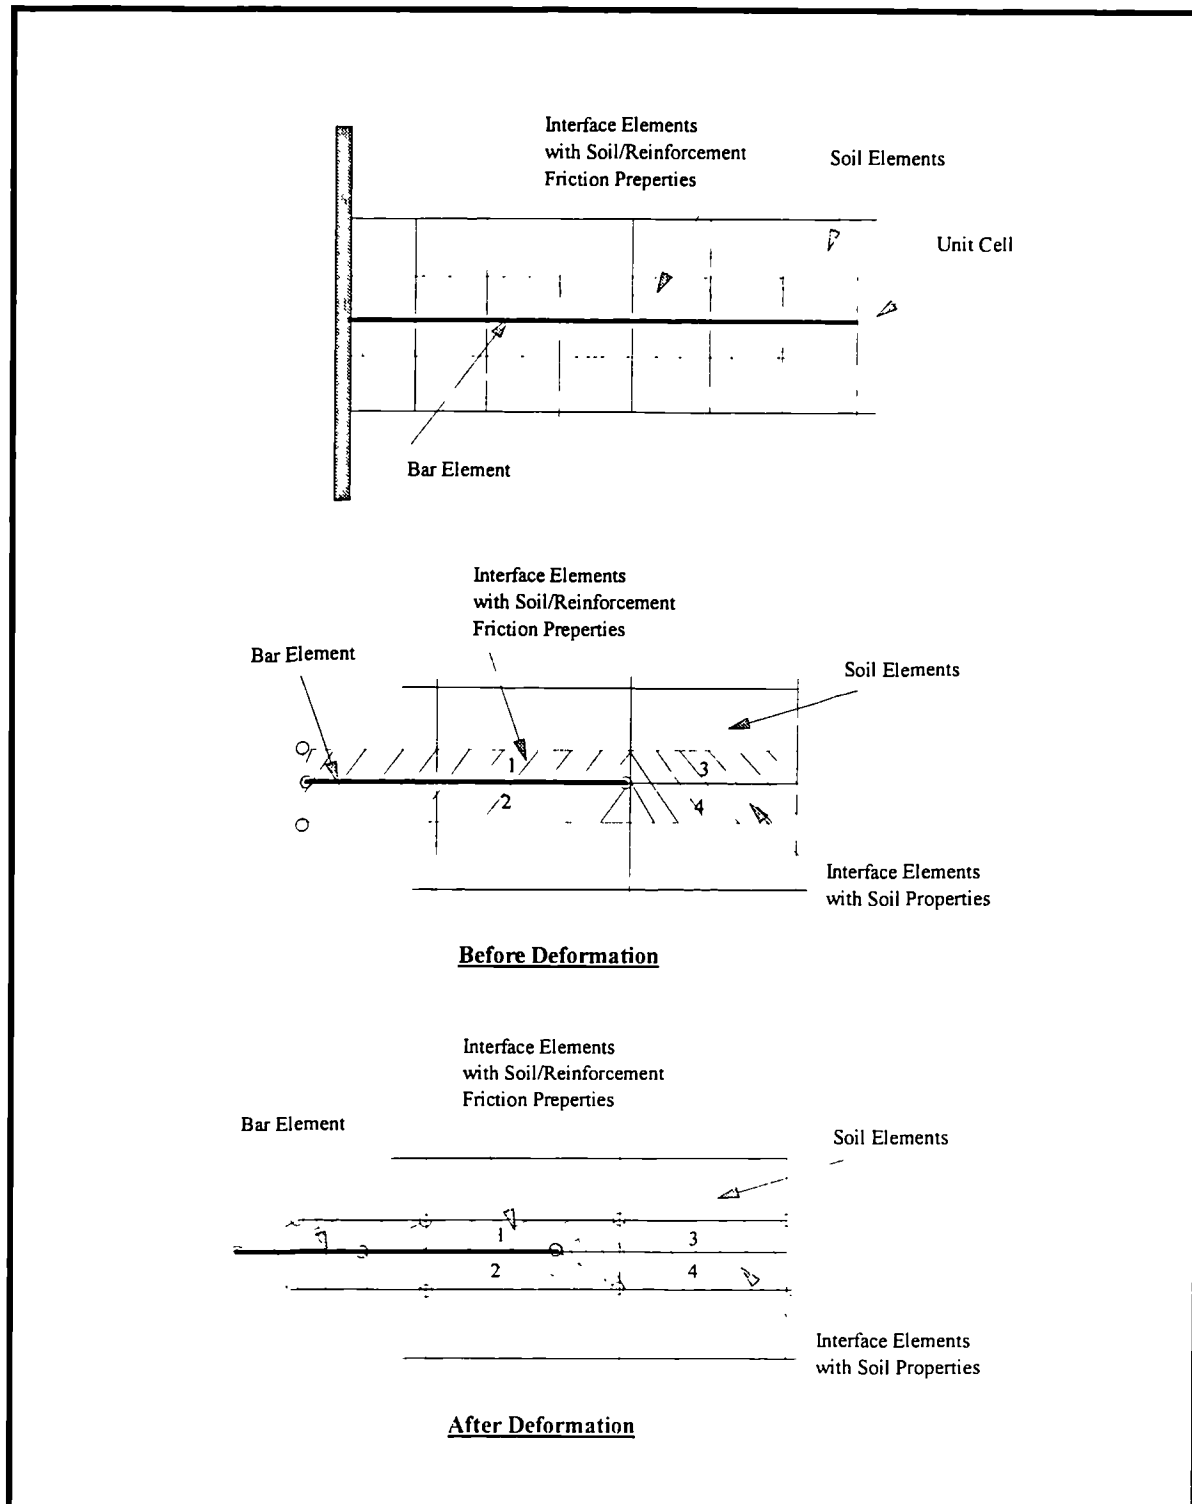 Interface Elements
with Soil/Reinforcement
Friction Preperties
Soil Elements
Unit Cell
Bar Element
Interface Elements
with Soil/Reinforcement
Friction Preperties
Bar Element
Soil Elements
1
3
2
4
Interface Elements
with Soil Properties
Before Deformation
Interface Elements
with Soil/Reinforcement
Friction Preperties
Bar Element
Soil Elements
1
3
2
4
Interface Elements
with Soil Properties
After Deformation